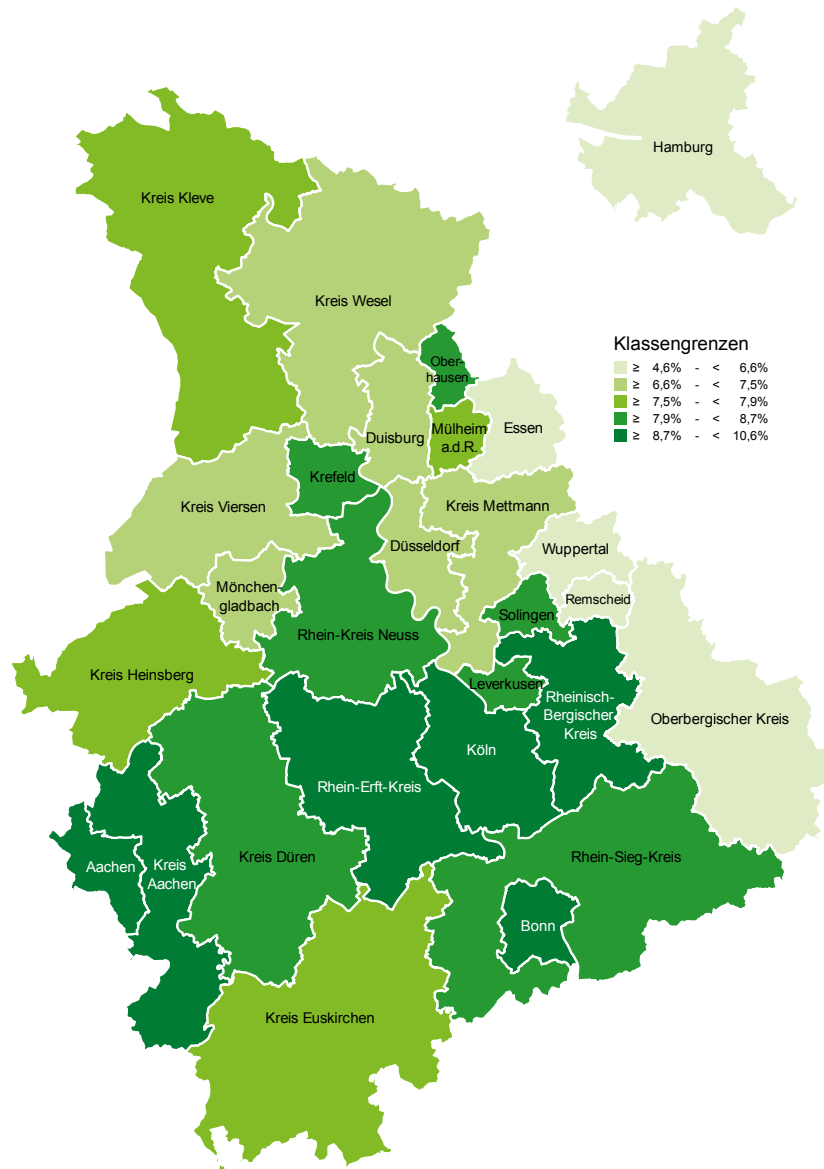 Hamburg
Kreis Kleve
Kreis Wesel
Klassengrenzen
≥ 4,6% - < 6,6%
≥ 6,6% - < 7,5%
≥ 7,5% - < 7,9%
≥ 7,9% - < 8,7%
≥ 8,7% - < 10,6%
Ober-
hausen
Duisburg
Mülheim
a.d.R.
Essen
Krefeld
Kreis Viersen
Kreis Mettmann
Düsseldorf
Wuppertal
Mönchen-
gladbach
Remscheid
Solingen
Rhein-Kreis Neuss
Kreis Heinsberg
Leverkusen
Rheinisch-
Bergischer
Kreis
Oberbergischer Kreis
Köln
Rhein-Erft-Kreis
Kreis Düren
Rhein-Sieg-Kreis
Aachen
Kreis
Aachen
Bonn
Kreis Euskirchen